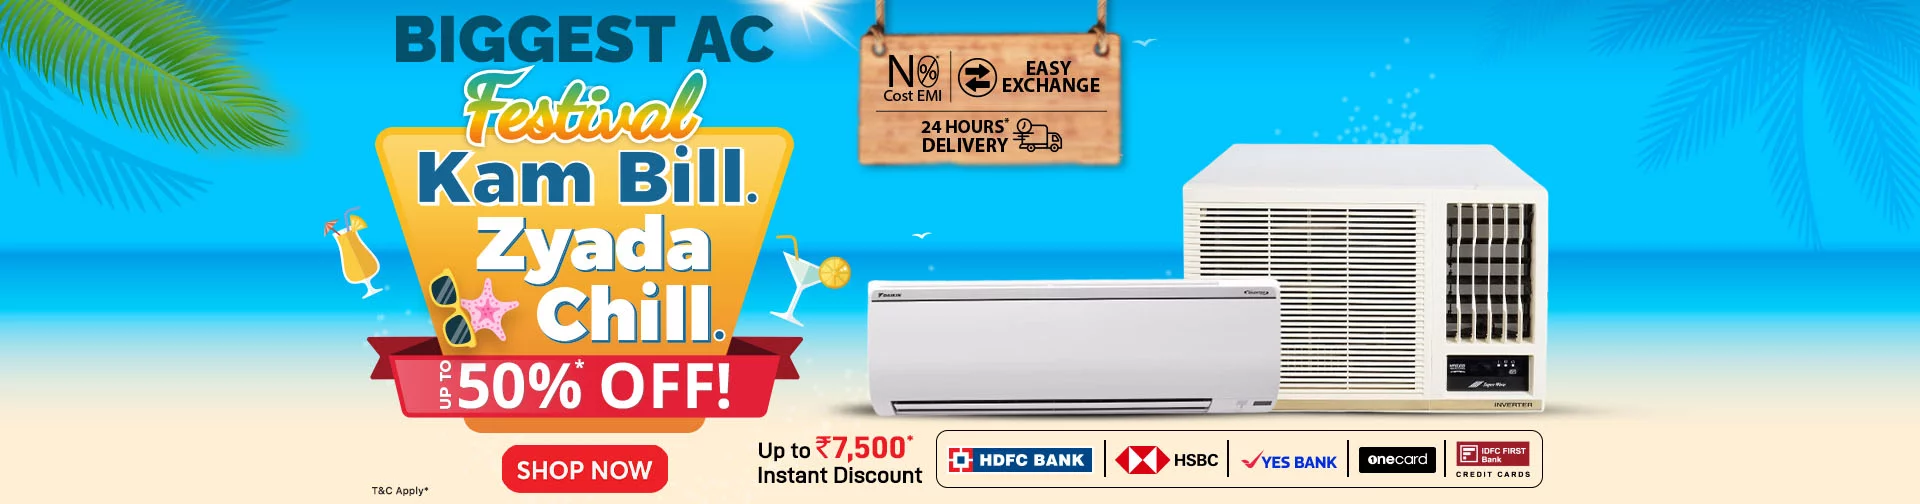 BIGGEST AC
Festival
Kam Bill.
Zyada
Chill.
UP TO 50%* OFF!
SHOP NOW
T&C Apply*
NO% Cost EMI
EASY EXCHANGE
24 HOURS*
DELIVERY
DAIKIN
INVERTER
Up to ₹7,500*
Instant Discount
HDFC BANK
HSBC
YES BANK
onecard
IDFC FIRST
Bank
CREDIT CARDS